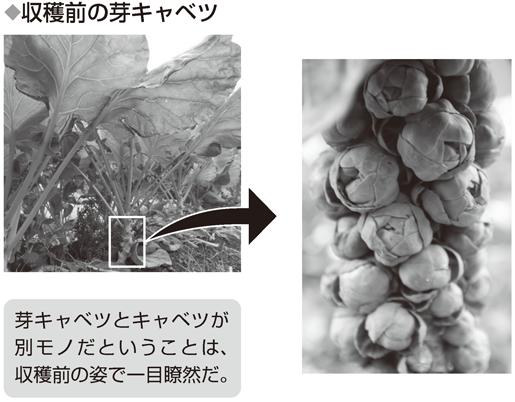 ◆収穫前の芽キャベツ
芽キャベツとキャベツが
別モノだということは、
収穫前の姿で一目瞭然だ。